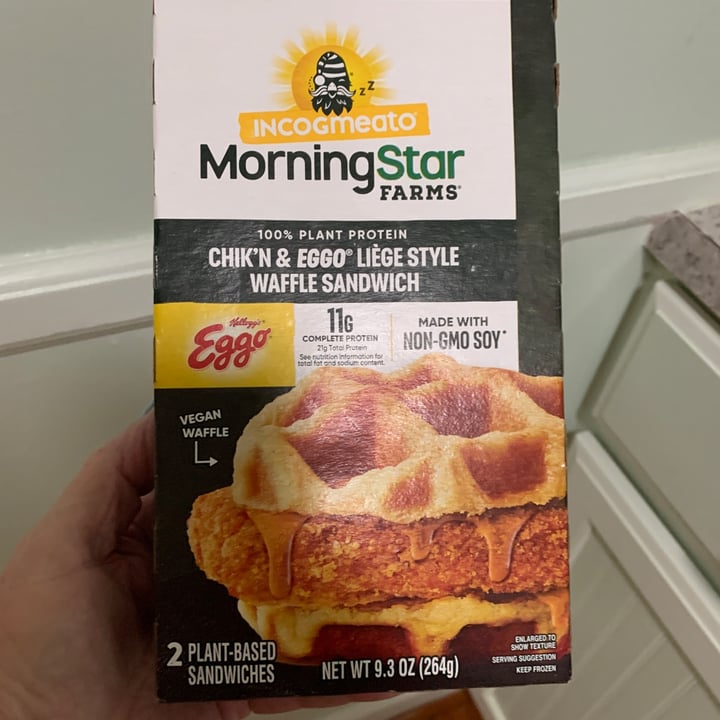 z z
INCOGmeato®
MorningStar
FARMS®
100% PLANT PROTEIN
CHIK'N & EGGO® LIÈGE STYLE
WAFFLE SANDWICH
Kellogg's®
Eggo®
11G
COMPLETE PROTEIN
21g Total Protein
See nutrition information for
total fat and sodium content.
MADE WITH
NON-GMO SOY*
VEGAN
WAFFLE
2 PLANT-BASED
SANDWICHES
NET WT 9.3 OZ (264g)
ENLARGED TO
SHOW TEXTURE
SERVING SUGGESTION
KEEP FROZEN